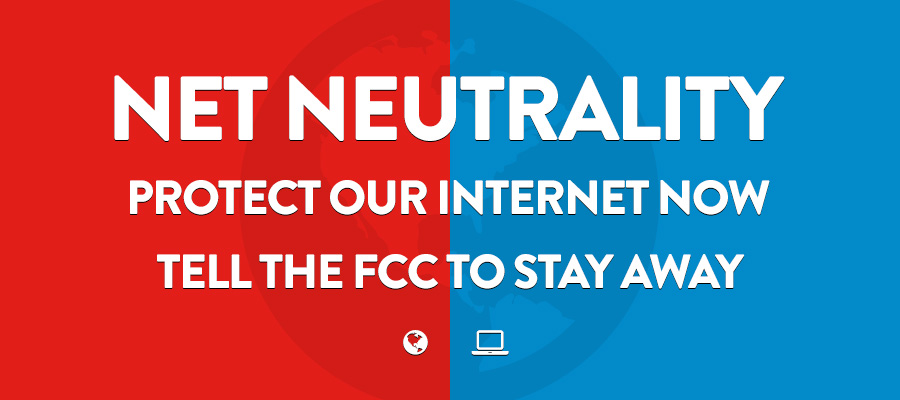 NET NEUTRALITY
PROTECT OUR INTERNET NOW
TELL THE FCC TO STAY AWAY